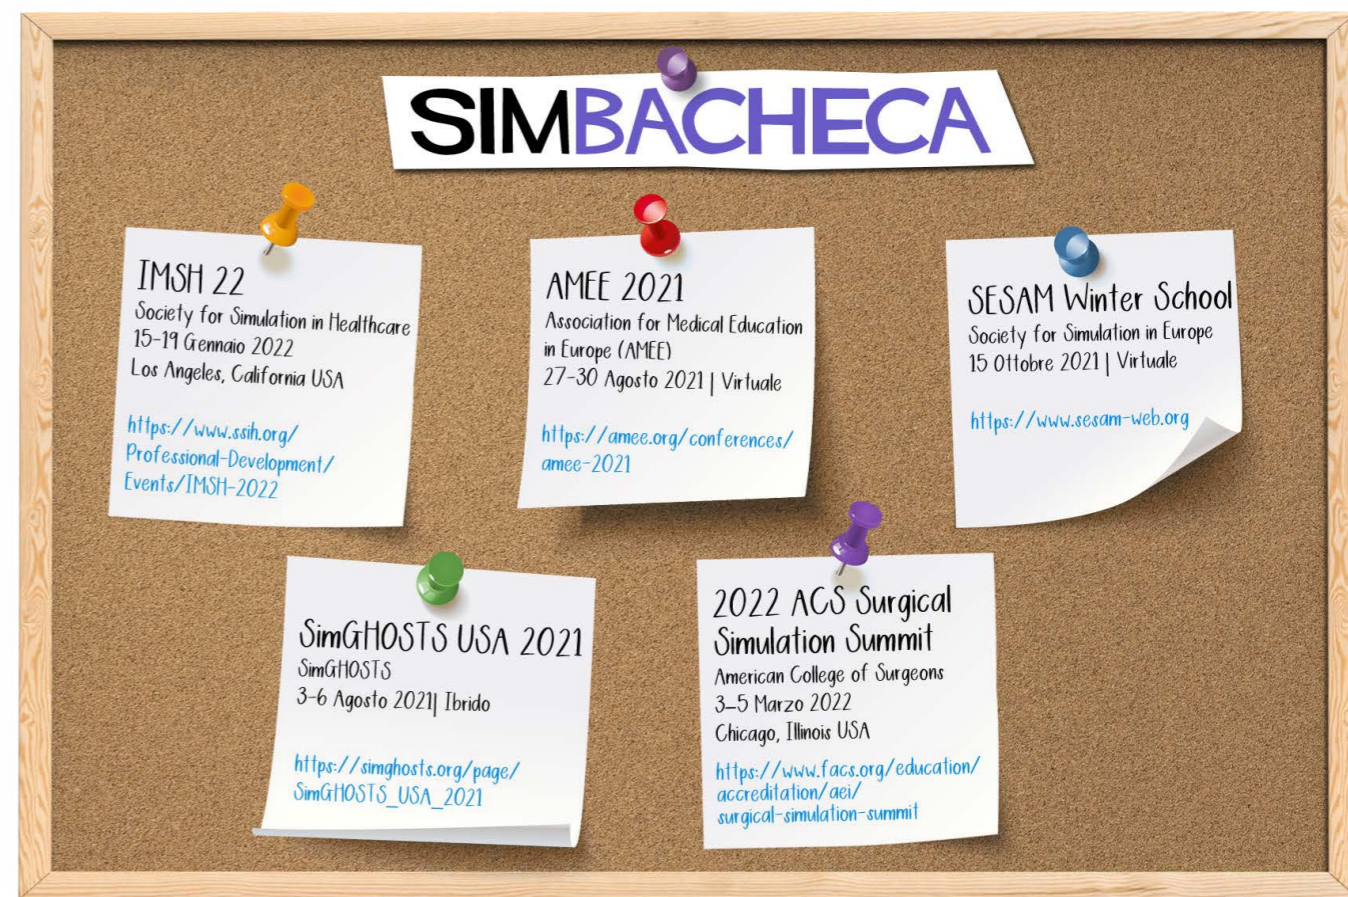 SIMBACHECA
IMSH 22
Society for Simulation in Healthcare
15-19 Gennaio 2022
Los Angeles, California USA
https://www.ssih.org/
Professional-Development/
Events/IMSH-2022
AMEE 2021
Association for Medical Education
in Europe (AMEE)
27-30 Agosto 2021 | Virtuale
https://amee.org/conferences/
amee-2021
SESAM Winter School
Society for Simulation in Europe
15 Ottobre 2021 | Virtuale
https://www.sesam-web.org
SimGHOSTS USA 2021
SimGHOSTS
3-6 Agosto 2021| Ibrido
https://simghosts.org/page/
SimGHOSTS_USA_2021
2022 ACS Surgical
Simulation Summit
American College of Surgeons
3–5 Marzo 2022
Chicago, Illinois USA
https://www.facs.org/education/
accreditation/aei/
surgical-simulation-summit